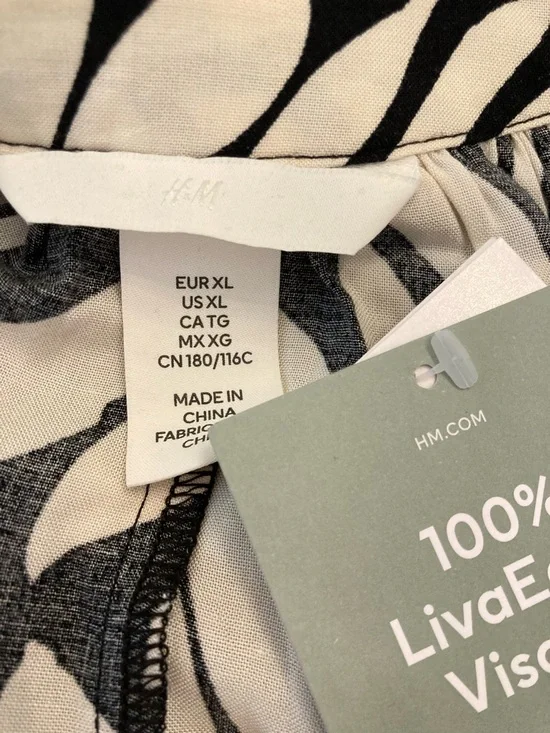 H&M
EUR XL
US XL
CA TG
MX XG
CN 180/116C
MADE IN
CHINA
HM.COM
100%